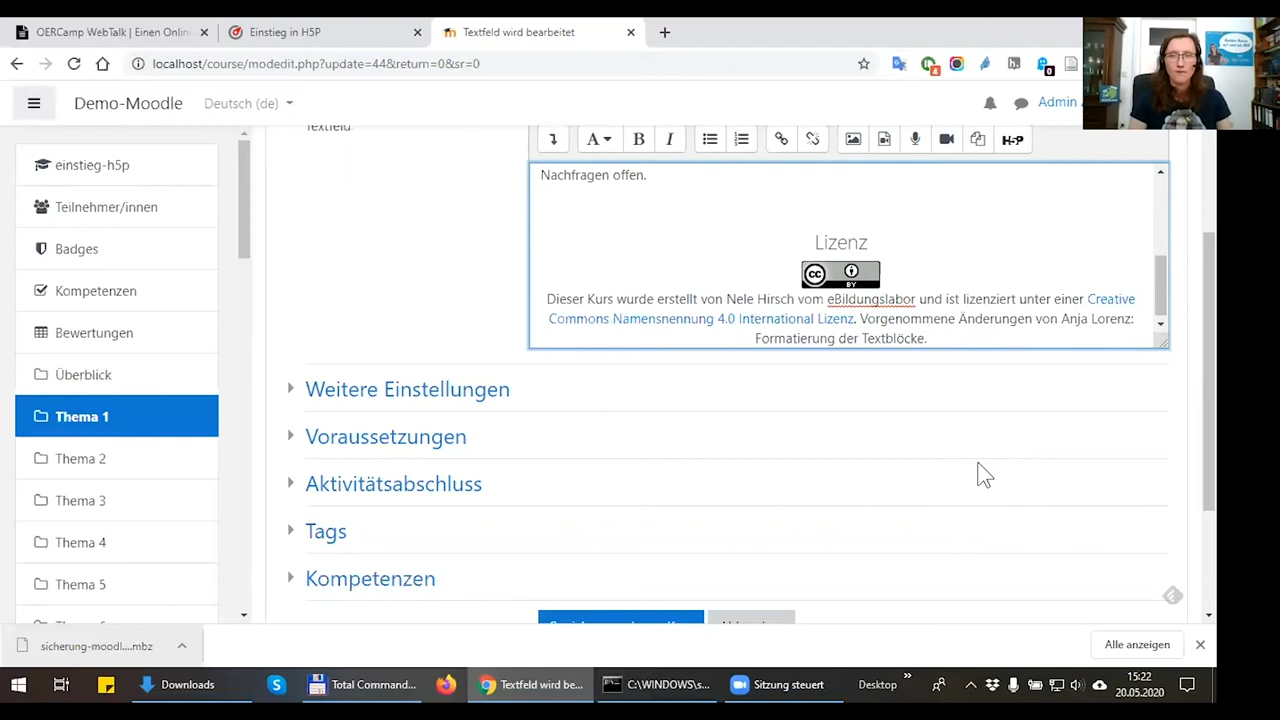 OERCamp WebTalk | Einen Onlin
Einstieg in H5P
Textfeld wird bearbeitet
localhost/course/modedit.php?update=44&return=0&sr=0
4
0
Demo-Moodle
Deutsch (de)
Admin
Textfeld
A
B
I
H5P
einstieg-h5p
Teilnehmer/innen
Badges
Kompetenzen
Bewertungen
Überblick
Thema 1
Thema 2
Thema 3
Thema 4
Thema 5
Nachfragen offen.
Lizenz
cc
BY
Dieser Kurs wurde erstellt von Nele Hirsch vom eBildungslabor und ist lizenziert unter einer Creative
Commons Namensnennung 4.0 International Lizenz. Vorgenommene Änderungen von Anja Lorenz:
Formatierung der Textblöcke.
Weitere Einstellungen
Voraussetzungen
Aktivitätsabschluss
Tags
Kompetenzen
sicherung-moodl....mbz
Alle anzeigen
Downloads
Total Command...
Textfeld wird be...
C:\WINDOWS\s...
Sitzung steuert
Desktop
15:22
20.05.2020